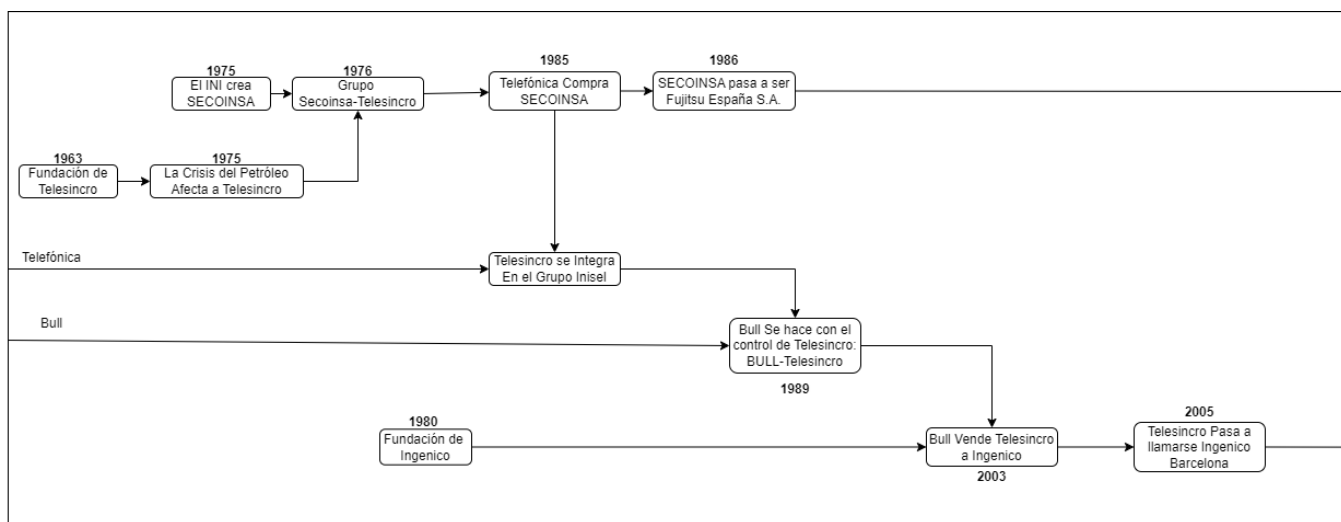 1975
El INI crea
SECOINSA
1976
Grupo
Secoinsa-Telesincro
1985
Telefónica Compra
SECOINSA
1986
SECOINSA pasa a ser
Fujitsu España S.A.
1963
Fundación de
Telesincro
1975
La Crisis del Petróleo
Afecta a Telesincro
Telefónica
Telesincro se Integra
En el Grupo Inisel
Bull
Bull Se hace con el
control de Telesincro:
BULL-Telesincro
1989
1980
Fundación de
Ingenico
Bull Vende Telesincro
a Ingenico
2003
2005
Telesincro Pasa a
llamarse Ingenico
Barcelona